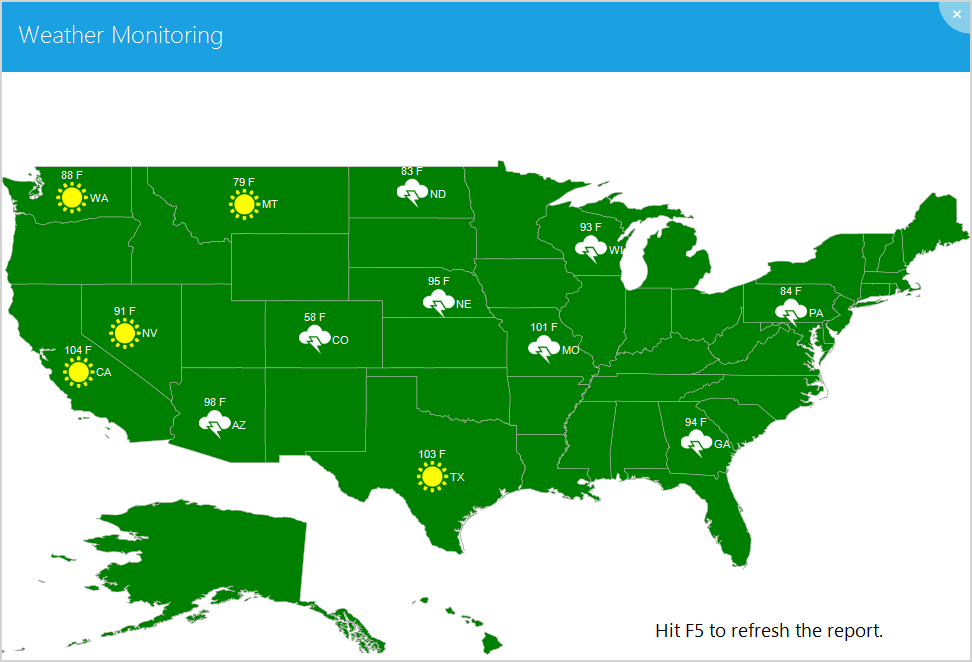 Weather Monitoring
83 F
ND
88 F
WA
79 F
MT
93 F
WI
95 F
NE
84 F
PA
91 F
NV
58 F
CO
101 F
MO
104 F
CA
98 F
AZ
94 F
GA
103 F
TX
Hit F5 to refresh the report.